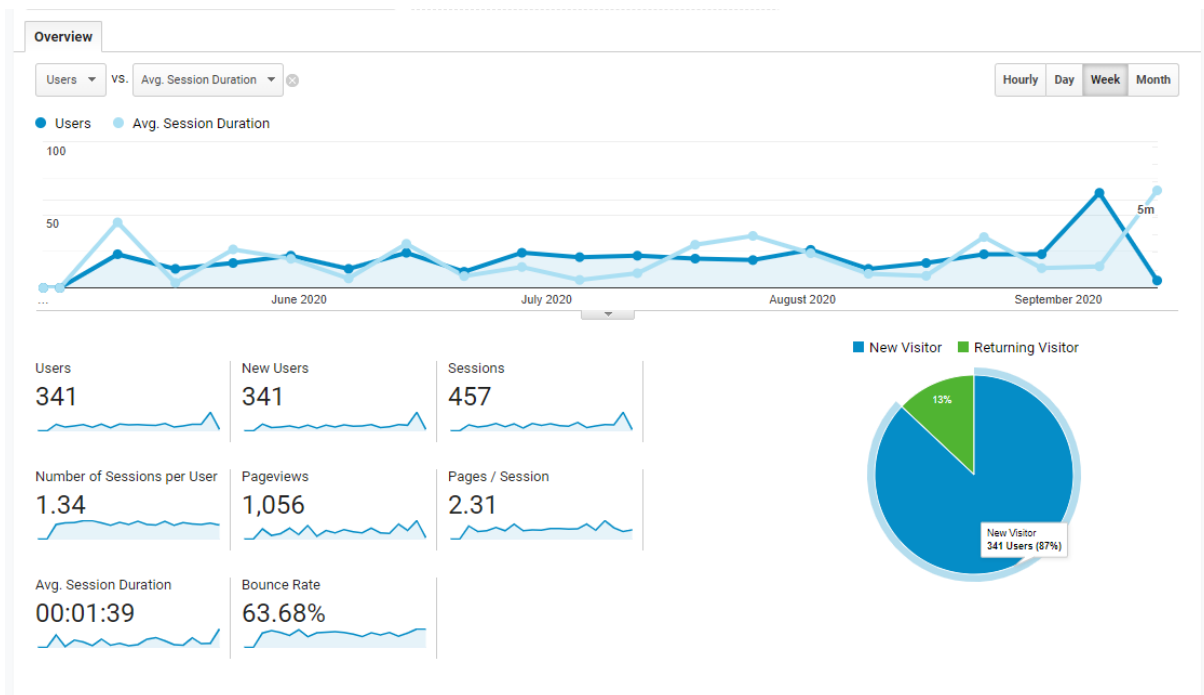 Overview
Users vs. Avg. Session Duration
Hourly Day Week Month
Users Avg. Session Duration
100
50
5m
...
June 2020 July 2020 August 2020 September 2020
New Visitor Returning Visitor
Users New Users Sessions
341 341 457
13%
Number of Sessions per User Pageviews Pages / Session
1.34 1,056 2.31
New Visitor
341 Users (87%)
Avg. Session Duration Bounce Rate
00:01:39 63.68%